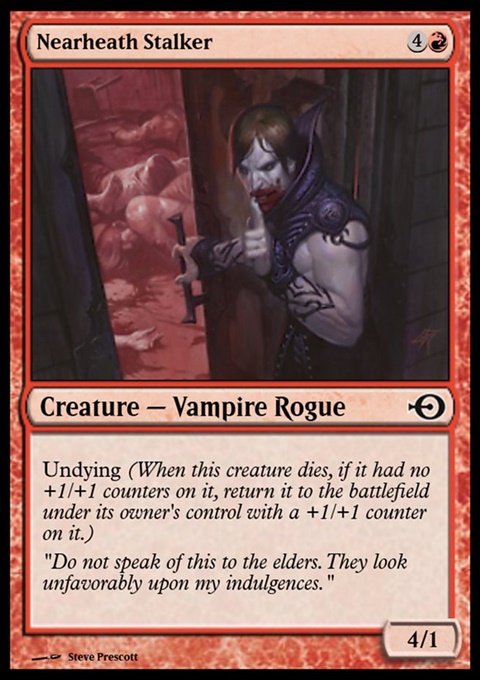 Nearheath Stalker 4
Creature — Vampire Rogue
Undying (When this creature dies, if it had no
+1/+1 counters on it, return it to the battlefield
under its owner's control with a +1/+1 counter
on it.)
"Do not speak of this to the elders. They look
unfavorably upon my indulgences."
4/1
Steve Prescott